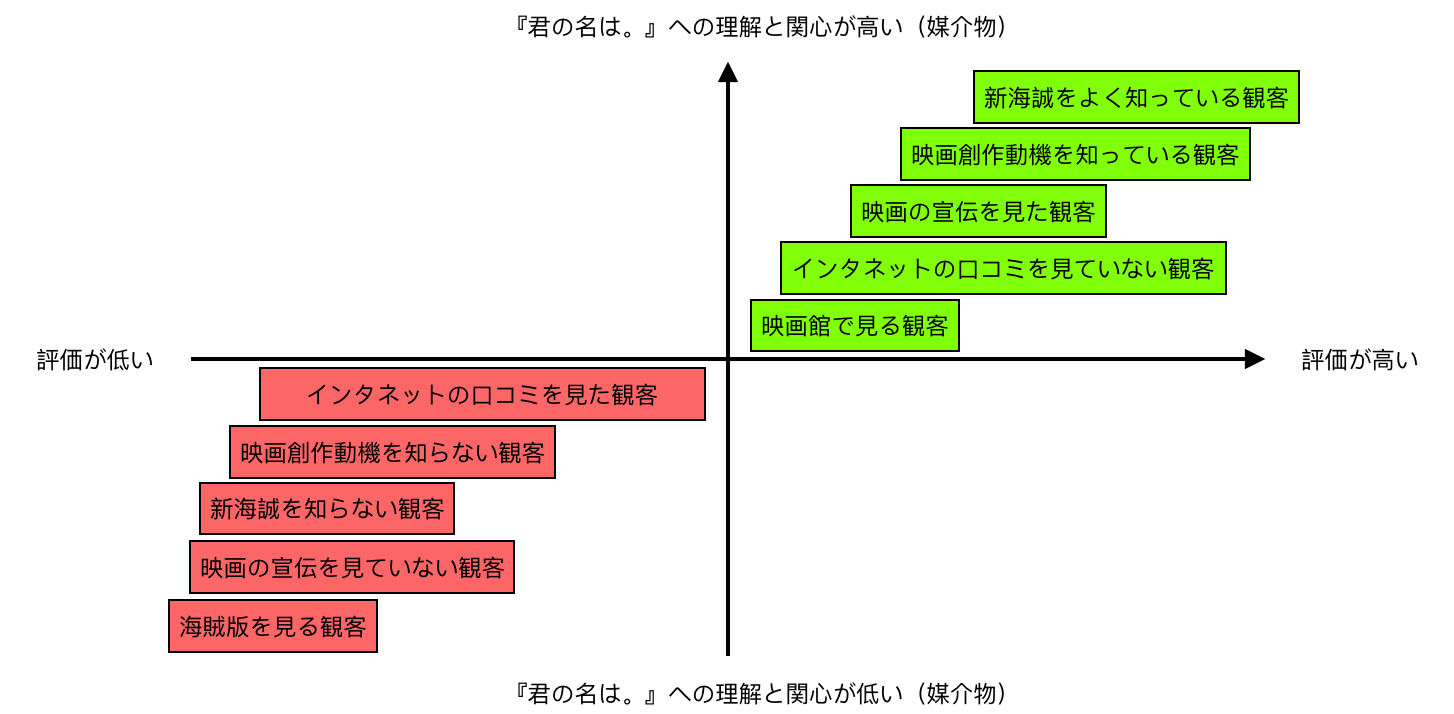 『君の名は。』への理解と関心が高い（媒介物）
新海誠をよく知っている観客
映画創作動機を知っている観客
映画の宣伝を見た観客
インタネットの口コミを見ていない観客
映画館で見る観客
評価が低い
評価が高い
インタネットの口コミを見た観客
映画創作動機を知らない観客
新海誠を知らない観客
映画の宣伝を見ていない観客
海賊版を見る観客
『君の名は。』への理解と関心が低い（媒介物）